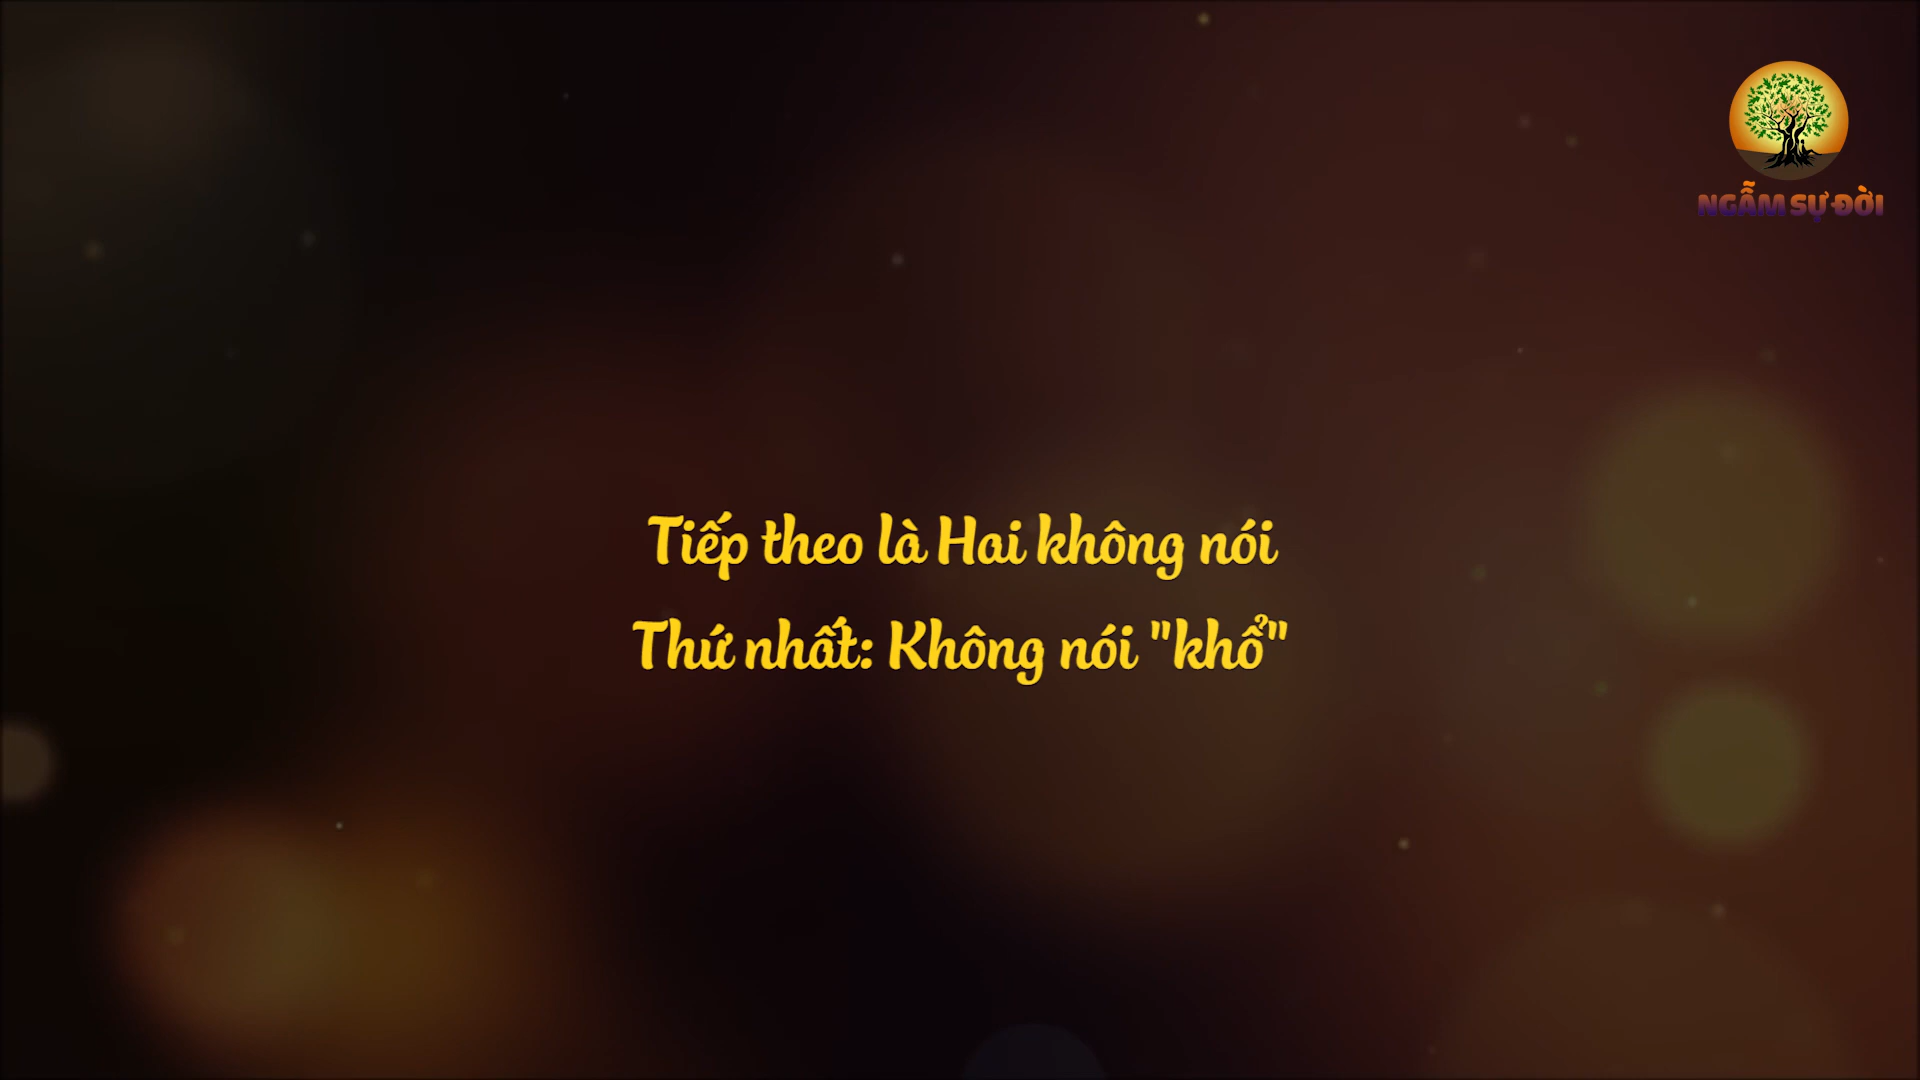 NGẪM SỰ ĐỜI
Tiếp theo là Hai không nói
Thứ nhất: Không nói "khổ"